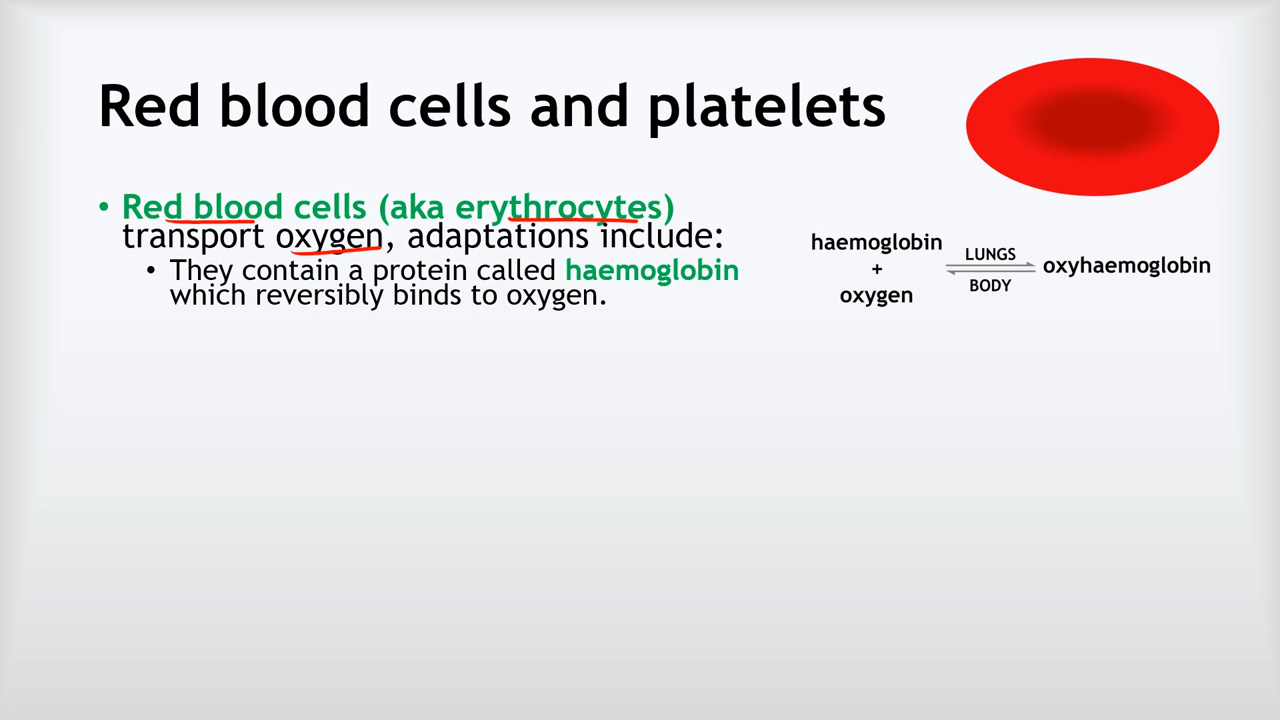 Red blood cells and platelets
• Red blood cells (aka erythrocytes)
transport oxygen, adaptations include:
• They contain a protein called haemoglobin
which reversibly binds to oxygen.
haemoglobin
+
oxygen
LUNGS
BODY
oxyhaemoglobin